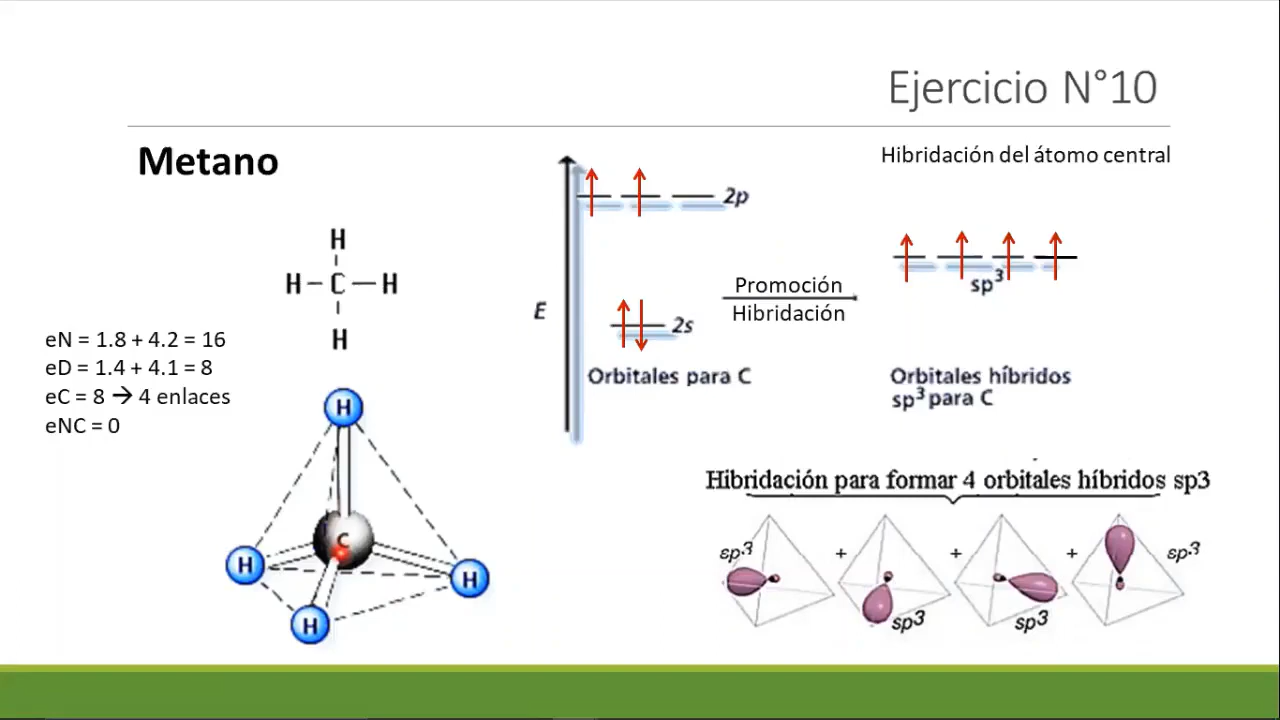 Ejercicio N°10
Metano
Hibridación del átomo central
H
H – C – H
H
eN = 1.8 + 4.2 = 16
eD = 1.4 + 4.1 = 8
eC = 8 → 4 enlaces
eNC = 0
H
C
H
H
H
E
2p
2s
Orbitales para C
Promoción
Hibridación
sp³
Orbitales híbridos
sp³ para C
Hibridación para formar 4 orbitales híbridos sp3
sp³ + + + sp³
sp3 sp3